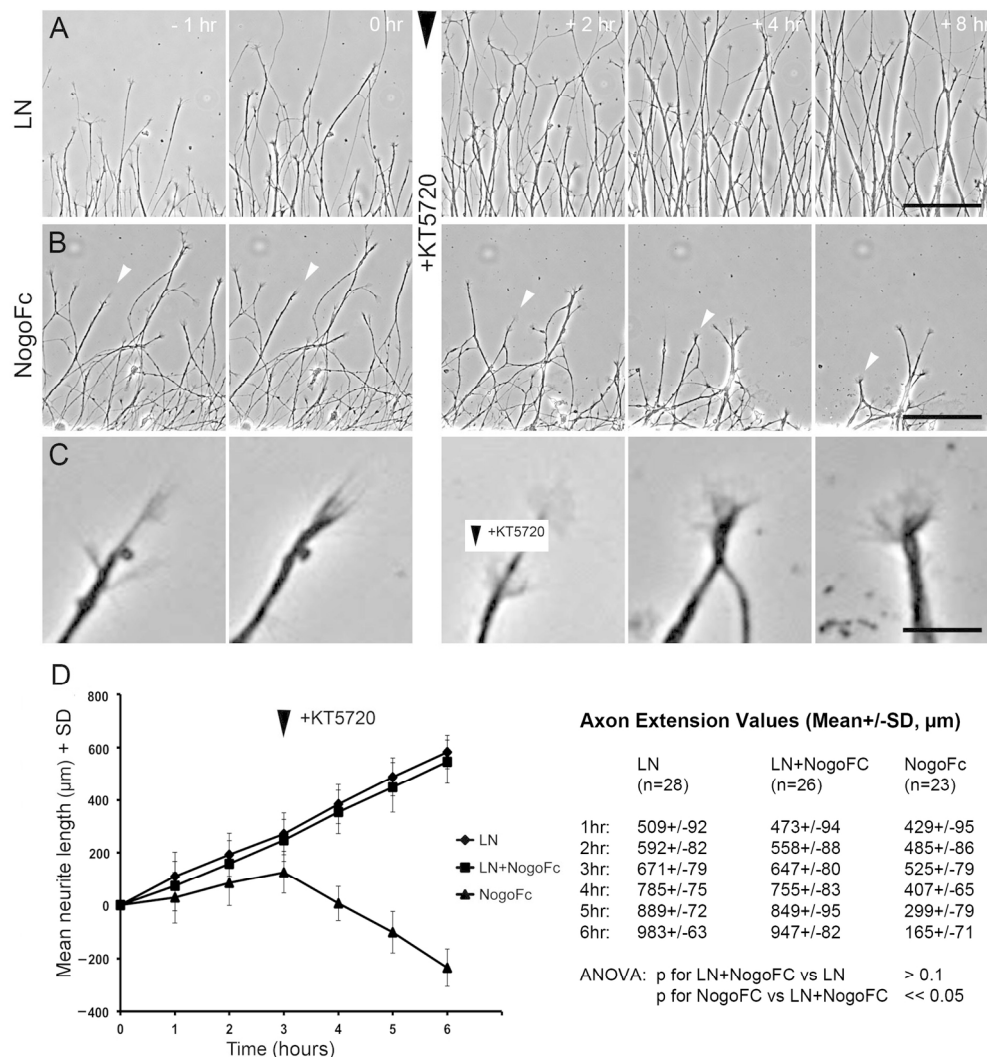 A
- 1 hr
0 hr
+ 2 hr
+ 4 hr
+ 8 hr
LN
+KT5720
B
NogoFc
C
+KT5720
D
800
600
400
200
0
−200
−400
0 1 2 3 4 5 6
Mean neurite length (µm) + SD
Time (hours)
+KT5720
LN
LN+NogoFc
NogoFc
Axon Extension Values (Mean+/-SD, µm)
LN LN+NogoFC NogoFc
(n=28) (n=26) (n=23)
1hr: 509+/-92 473+/-94 429+/-95
2hr: 592+/-82 558+/-88 485+/-86
3hr: 671+/-79 647+/-80 525+/-79
4hr: 785+/-75 755+/-83 407+/-65
5hr: 889+/-72 849+/-95 299+/-79
6hr: 983+/-63 947+/-82 165+/-71
ANOVA: p for LN+NogoFC vs LN > 0.1
p for NogoFC vs LN+NogoFC << 0.05